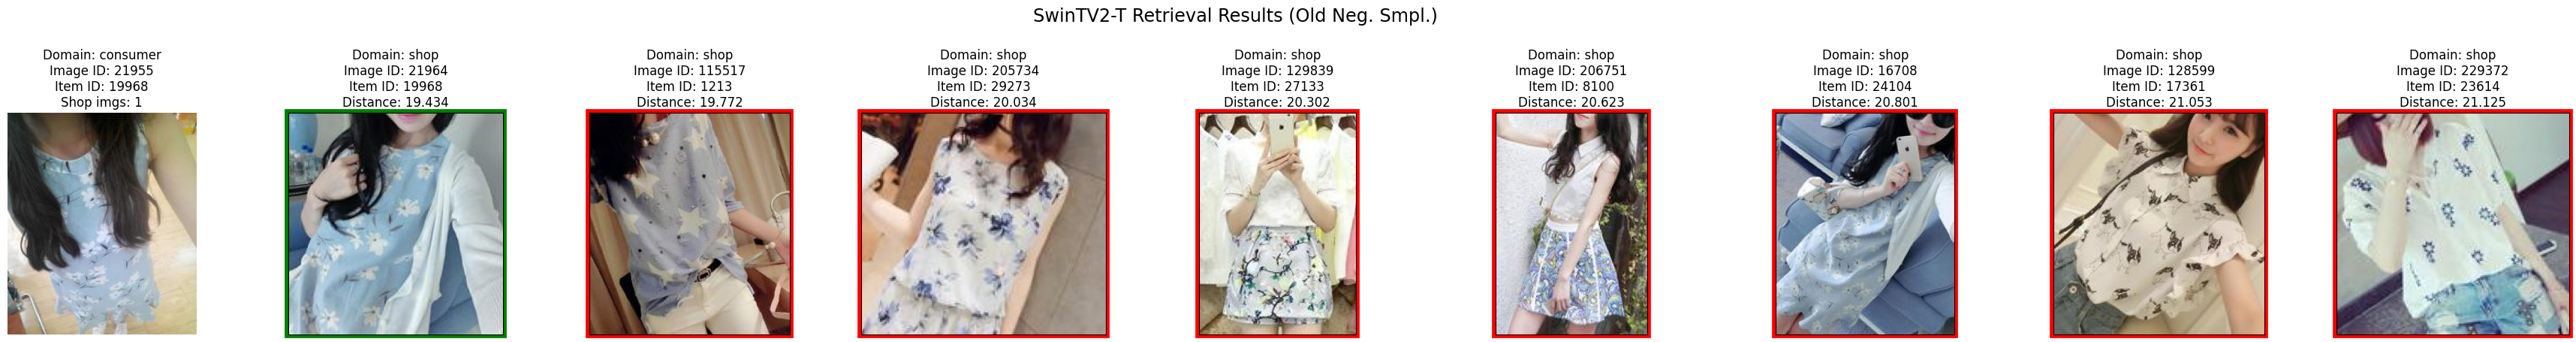 SwinTV2-T Retrieval Results (Old Neg. Smpl.)
Domain: consumer
Image ID: 21955
Item ID: 19968
Shop imgs: 1
Domain: shop
Image ID: 21964
Item ID: 19968
Distance: 19.434
Domain: shop
Image ID: 115517
Item ID: 1213
Distance: 19.772
Domain: shop
Image ID: 205734
Item ID: 29273
Distance: 20.034
Domain: shop
Image ID: 129839
Item ID: 27133
Distance: 20.302
Domain: shop
Image ID: 206751
Item ID: 8100
Distance: 20.623
Domain: shop
Image ID: 16708
Item ID: 24104
Distance: 20.801
Domain: shop
Image ID: 128599
Item ID: 17361
Distance: 21.053
Domain: shop
Image ID: 229372
Item ID: 23614
Distance: 21.125